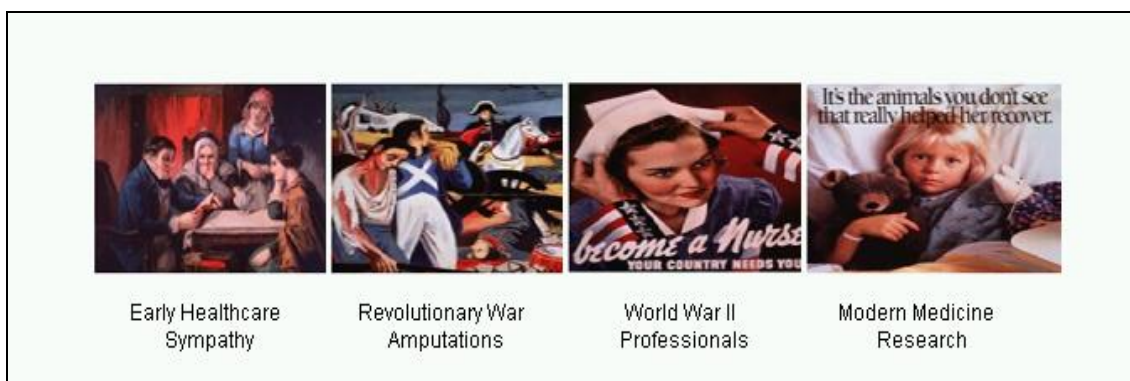 It's the animals you don't see
that really helped her recover.
become a Nurse
YOUR COUNTRY NEEDS YOU
Early Healthcare
Sympathy
Revolutionary War
Amputations
World War II
Professionals
Modern Medicine
Research